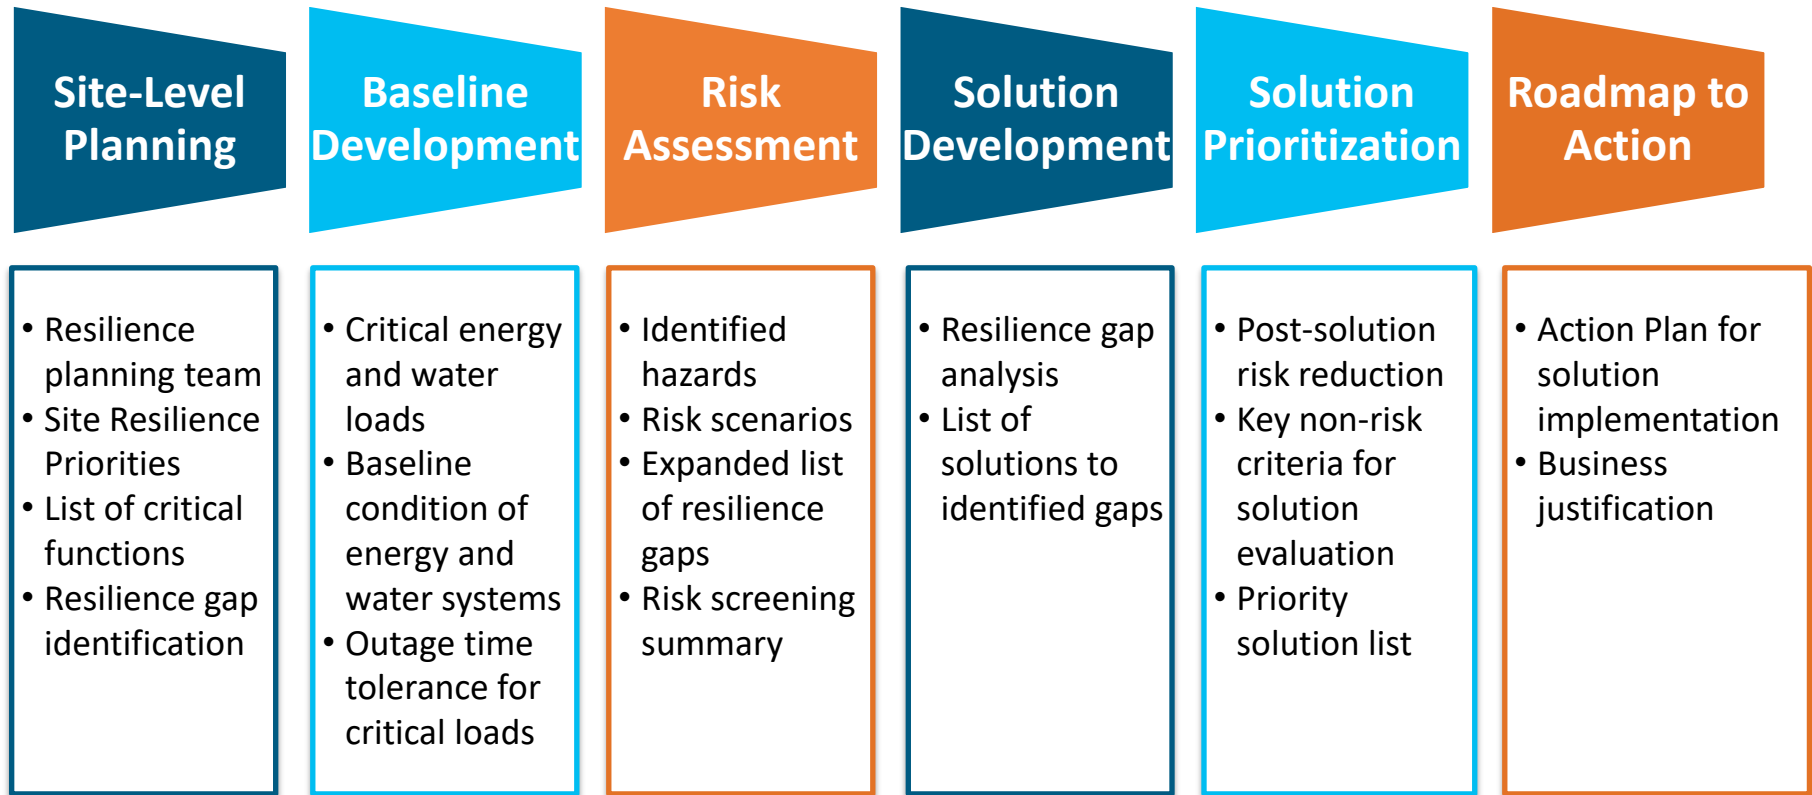 Site-Level
Planning
Baseline
Development
Risk
Assessment
Solution
Development
Solution
Prioritization
Roadmap to
Action
• Resilience
planning team
• Site Resilience
Priorities
• List of critical
functions
• Resilience gap
identification
• Critical energy
and water
loads
• Baseline
condition of
energy and
water systems
• Outage time
tolerance for
critical loads
• Identified
hazards
• Risk scenarios
• Expanded list
of resilience
gaps
• Risk screening
summary
• Resilience gap
analysis
• List of
solutions to
identified gaps
• Post-solution
risk reduction
• Key non-risk
criteria for
solution
evaluation
• Priority
solution list
• Action Plan for
solution
implementation
• Business
justification